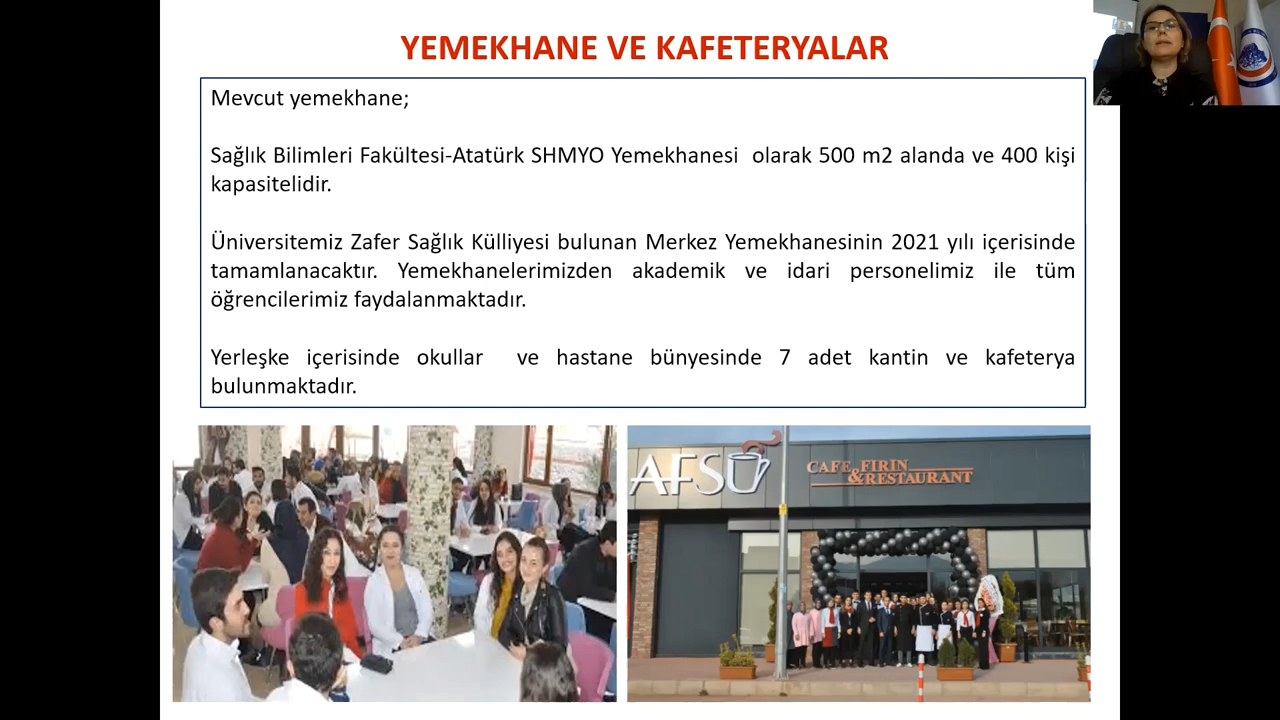 YEMEKHANE VE KAFETERYALAR
Mevcut yemekhane;
Sağlık Bilimleri Fakültesi-Atatürk SHMYO Yemekhanesi olarak 500 m2 alanda ve 400 kişi
kapasitelidir.
Üniversitemiz Zafer Sağlık Külliyesi bulunan Merkez Yemekhanesinin 2021 yılı içerisinde
tamamlanacaktır. Yemekhanelerimizden akademik ve idari personelimiz ile tüm
öğrencilerimiz faydalanmaktadır.
Yerleşke içerisinde okullar ve hastane bünyesinde 7 adet kantin ve kafeterya
bulunmaktadır.
AFSÜ
CAFE FIRIN
&RESTAURANT